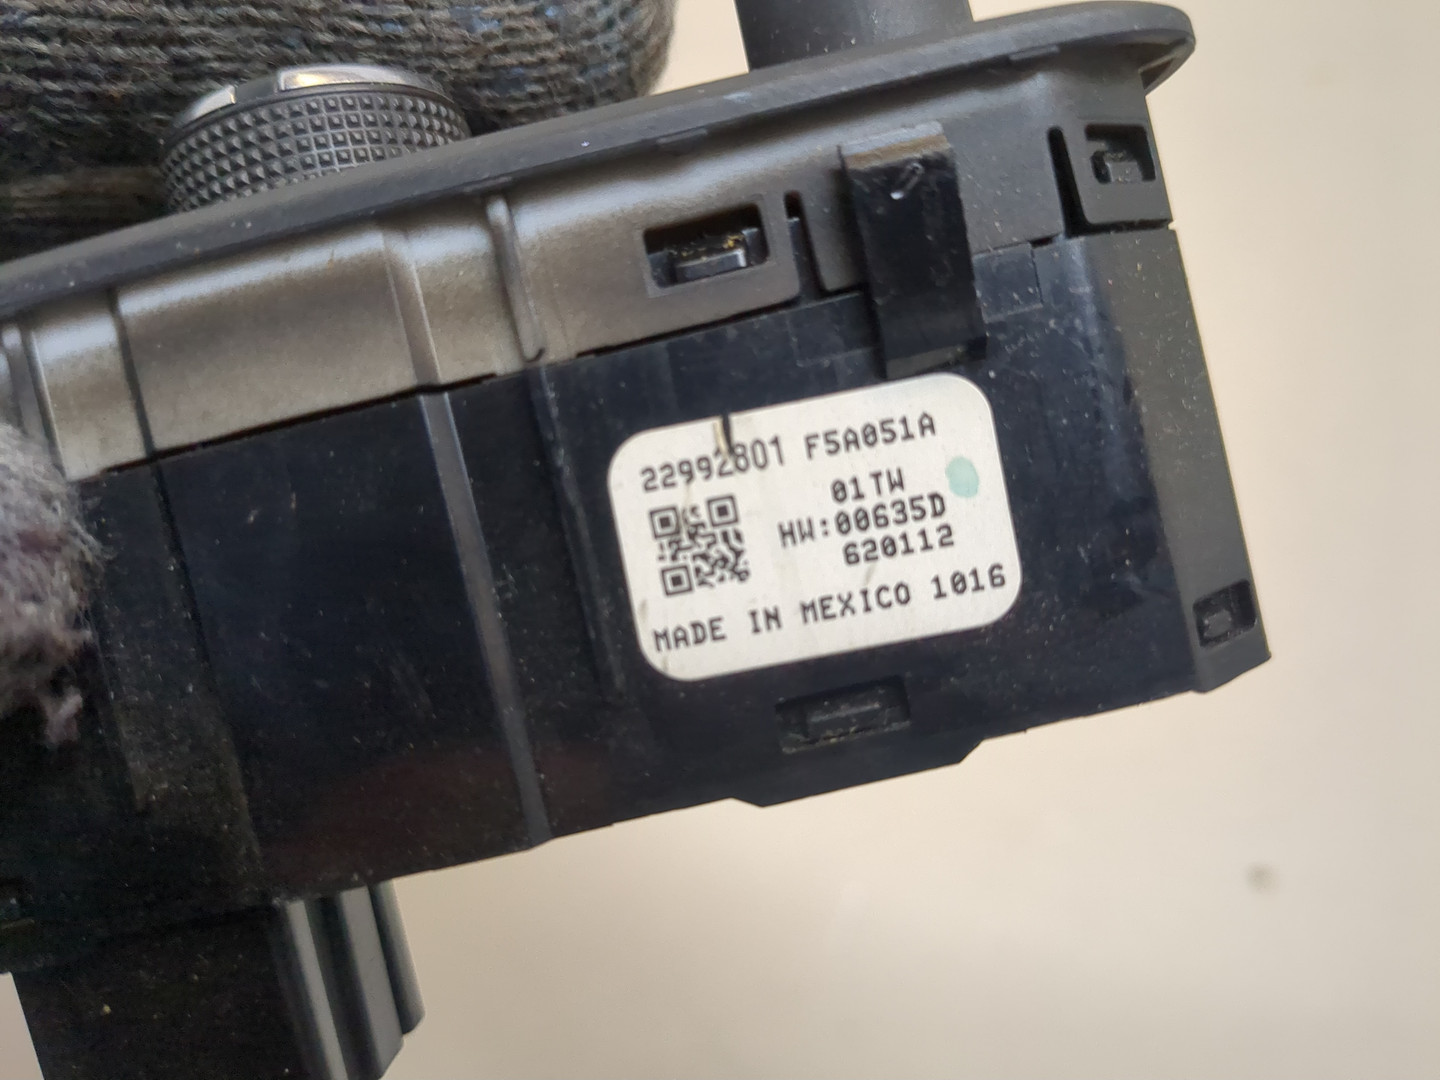 22992801 F5A051A
01TW
HW:00635D
620112
MADE IN MEXICO 1016